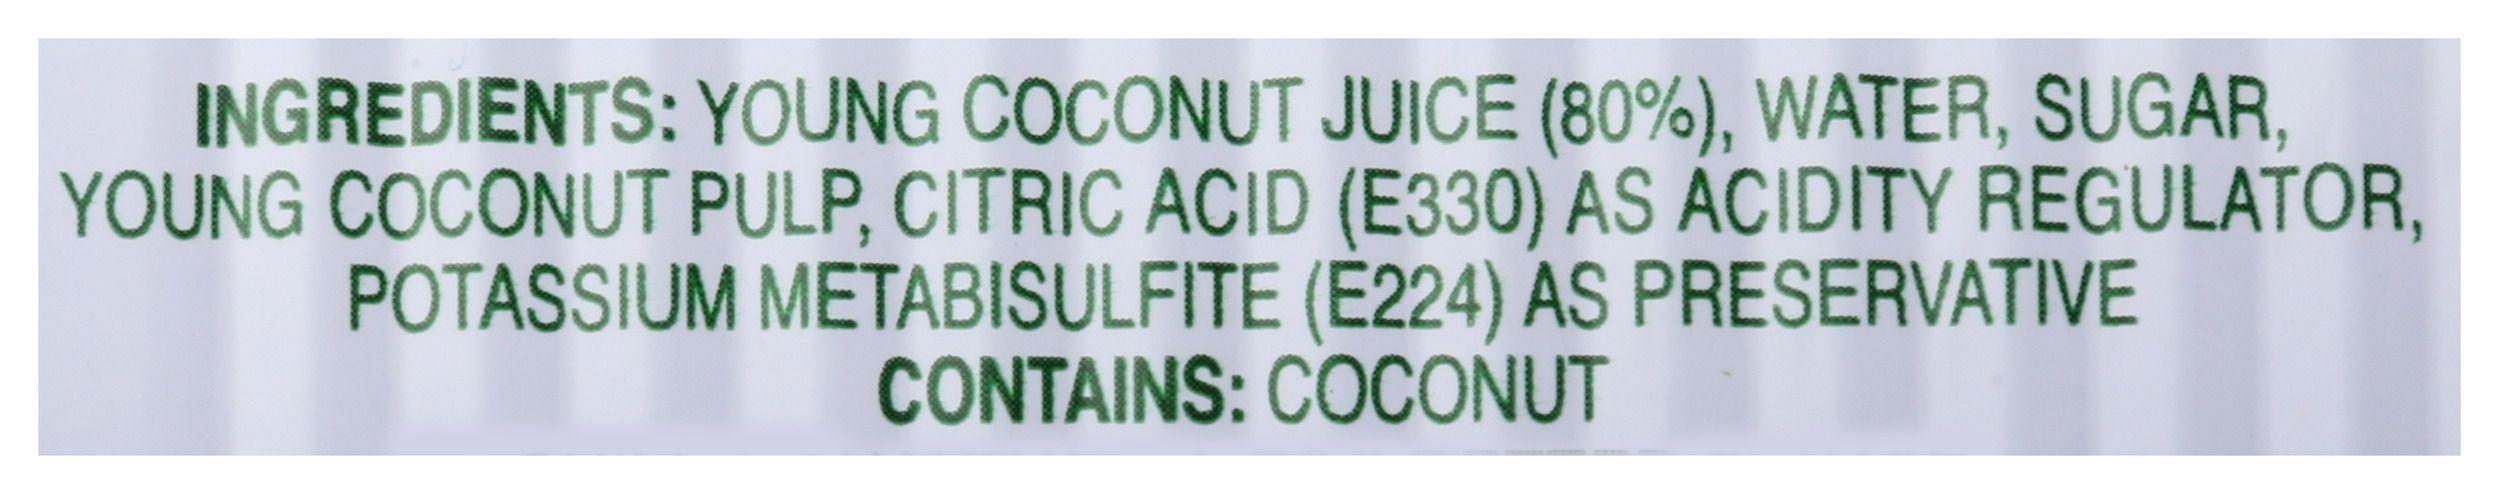 INGREDIENTS: YOUNG COCONUT JUICE (80%), WATER, SUGAR,
YOUNG COCONUT PULP, CITRIC ACID (E330) AS ACIDITY REGULATOR,
POTASSIUM METABISULFITE (E224) AS PRESERVATIVE
CONTAINS: COCONUT